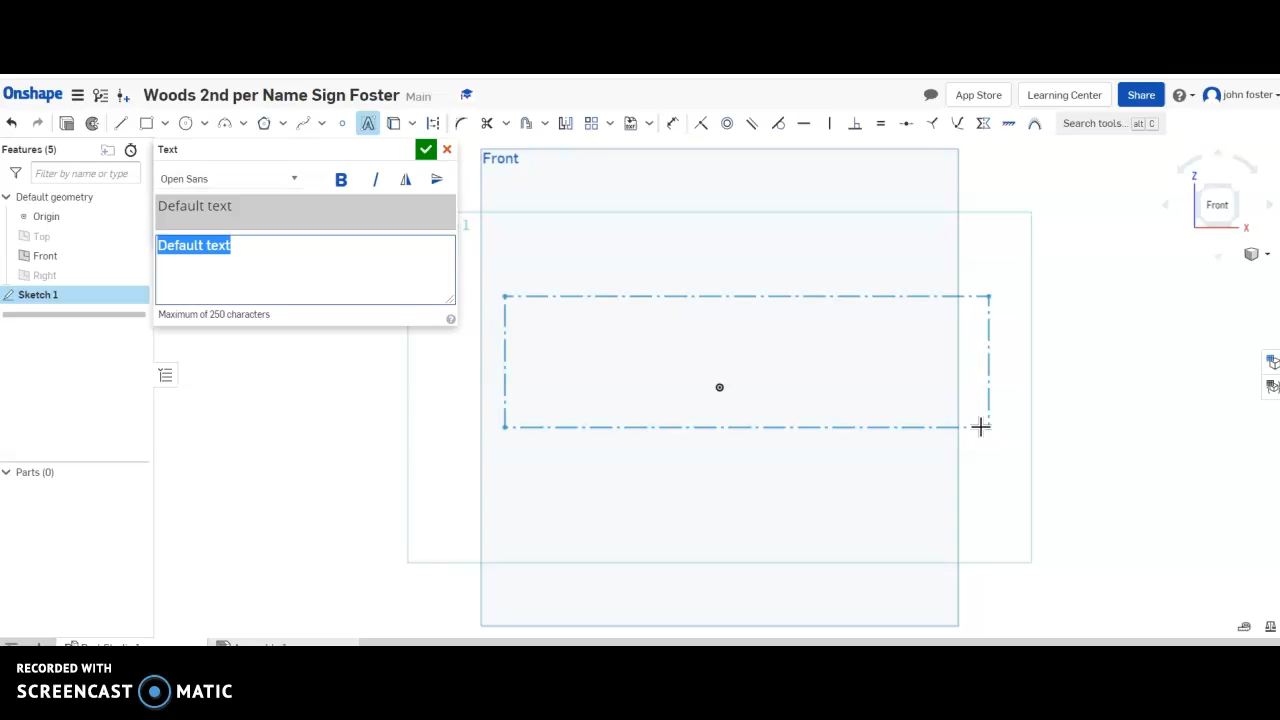 Onshape Woods 2nd per Name Sign Foster Main App Store Learning Center Share john foster
Search tools... alt C
Features (5)
Filter by name or type
Default geometry
Origin
Top
Front
Right
Sketch 1
Parts (0)
Text
Open Sans B I
Default text
Default text
Maximum of 250 characters
Front
1
Z
Front
X
RECORDED WITH
SCREENCAST MATIC